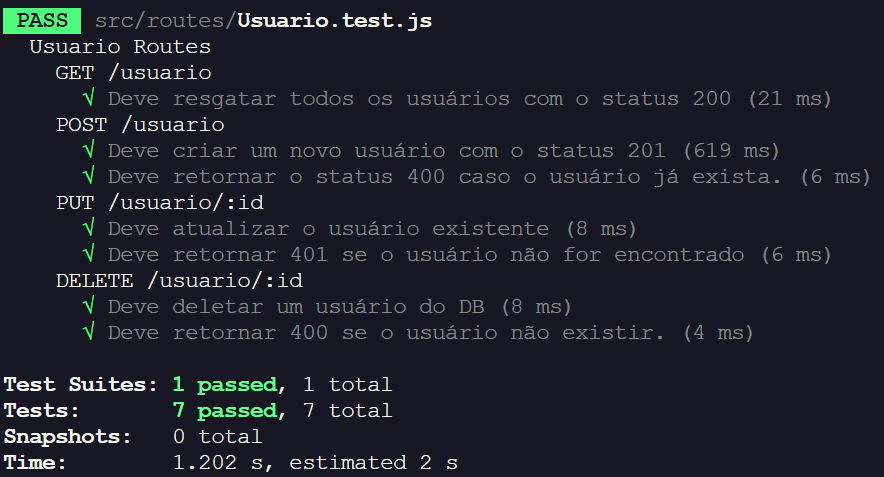 PASS src/routes/Usuario.test.js
Usuario Routes
GET /usuario
√ Deve resgatar todos os usuários com o status 200 (21 ms)
POST /usuario
√ Deve criar um novo usuário com o status 201 (619 ms)
√ Deve retornar o status 400 caso o usuário já exista. (6 ms)
PUT /usuario/:id
√ Deve atualizar o usuário existente (8 ms)
√ Deve retornar 401 se o usuário não for encontrado (6 ms)
DELETE /usuario/:id
√ Deve deletar um usuário do DB (8 ms)
√ Deve retornar 400 se o usuário não existir. (4 ms)
Test Suites: 1 passed, 1 total
Tests: 7 passed, 7 total
Snapshots: 0 total
Time: 1.202 s, estimated 2 s